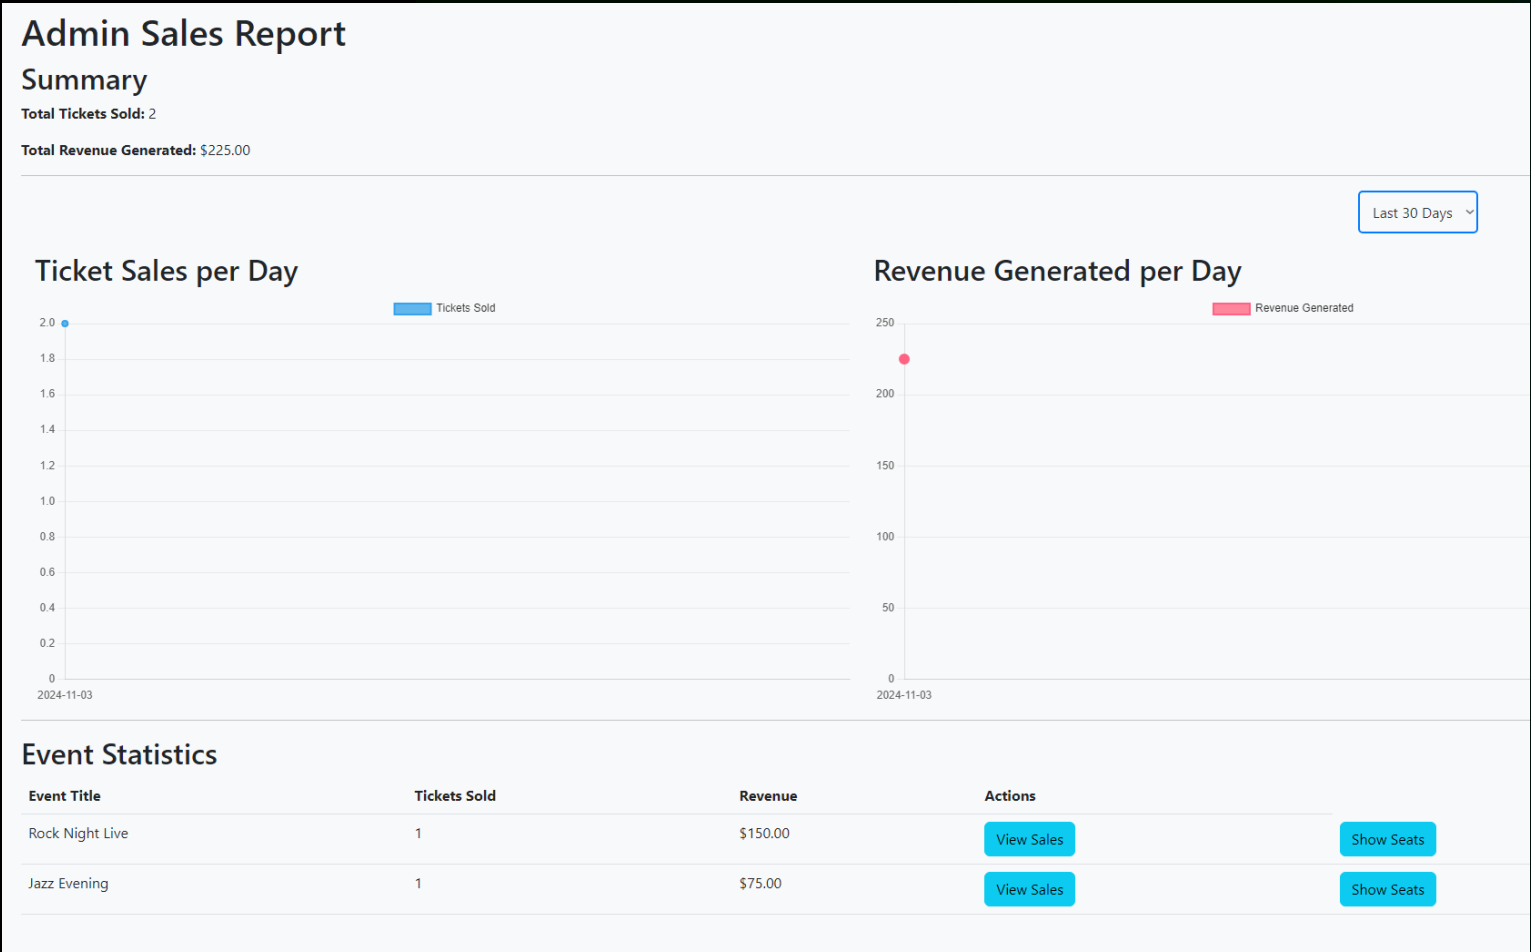 Admin Sales Report
Summary
Total Tickets Sold: 2
Total Revenue Generated: $225.00
Last 30 Days
Ticket Sales per Day
Tickets Sold
2.0
1.8
1.6
1.4
1.2
1.0
0.8
0.6
0.4
0.2
0
2024-11-03
Revenue Generated per Day
Revenue Generated
250
200
150
100
50
0
2024-11-03
Event Statistics
Event Title Tickets Sold Revenue Actions
Rock Night Live 1 $150.00 View Sales Show Seats
Jazz Evening 1 $75.00 View Sales Show Seats